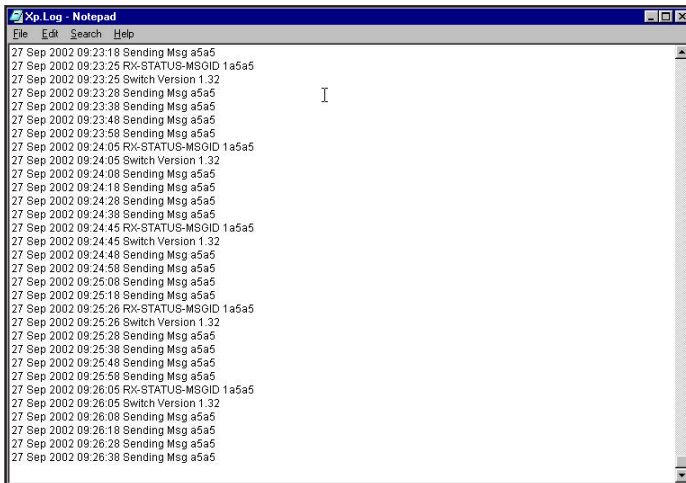 Xp.Log - Notepad
File Edit Search Help
27 Sep 2002 09:23:18 Sending Msg a5a5
27 Sep 2002 09:23:25 RX-STATUS-MSGID 1a5a5
27 Sep 2002 09:23:25 Switch Version 1.32
27 Sep 2002 09:23:28 Sending Msg a5a5
27 Sep 2002 09:23:38 Sending Msg a5a5
27 Sep 2002 09:23:48 Sending Msg a5a5
27 Sep 2002 09:23:58 Sending Msg a5a5
27 Sep 2002 09:24:05 RX-STATUS-MSGID 1a5a5
27 Sep 2002 09:24:05 Switch Version 1.32
27 Sep 2002 09:24:08 Sending Msg a5a5
27 Sep 2002 09:24:18 Sending Msg a5a5
27 Sep 2002 09:24:28 Sending Msg a5a5
27 Sep 2002 09:24:38 Sending Msg a5a5
27 Sep 2002 09:24:45 RX-STATUS-MSGID 1a5a5
27 Sep 2002 09:24:45 Switch Version 1.32
27 Sep 2002 09:24:48 Sending Msg a5a5
27 Sep 2002 09:24:58 Sending Msg a5a5
27 Sep 2002 09:25:08 Sending Msg a5a5
27 Sep 2002 09:25:18 Sending Msg a5a5
27 Sep 2002 09:25:26 RX-STATUS-MSGID 1a5a5
27 Sep 2002 09:25:26 Switch Version 1.32
27 Sep 2002 09:25:28 Sending Msg a5a5
27 Sep 2002 09:25:38 Sending Msg a5a5
27 Sep 2002 09:25:48 Sending Msg a5a5
27 Sep 2002 09:25:58 Sending Msg a5a5
27 Sep 2002 09:26:05 RX-STATUS-MSGID 1a5a5
27 Sep 2002 09:26:05 Switch Version 1.32
27 Sep 2002 09:26:08 Sending Msg a5a5
27 Sep 2002 09:26:18 Sending Msg a5a5
27 Sep 2002 09:26:28 Sending Msg a5a5
27 Sep 2002 09:26:38 Sending Msg a5a5